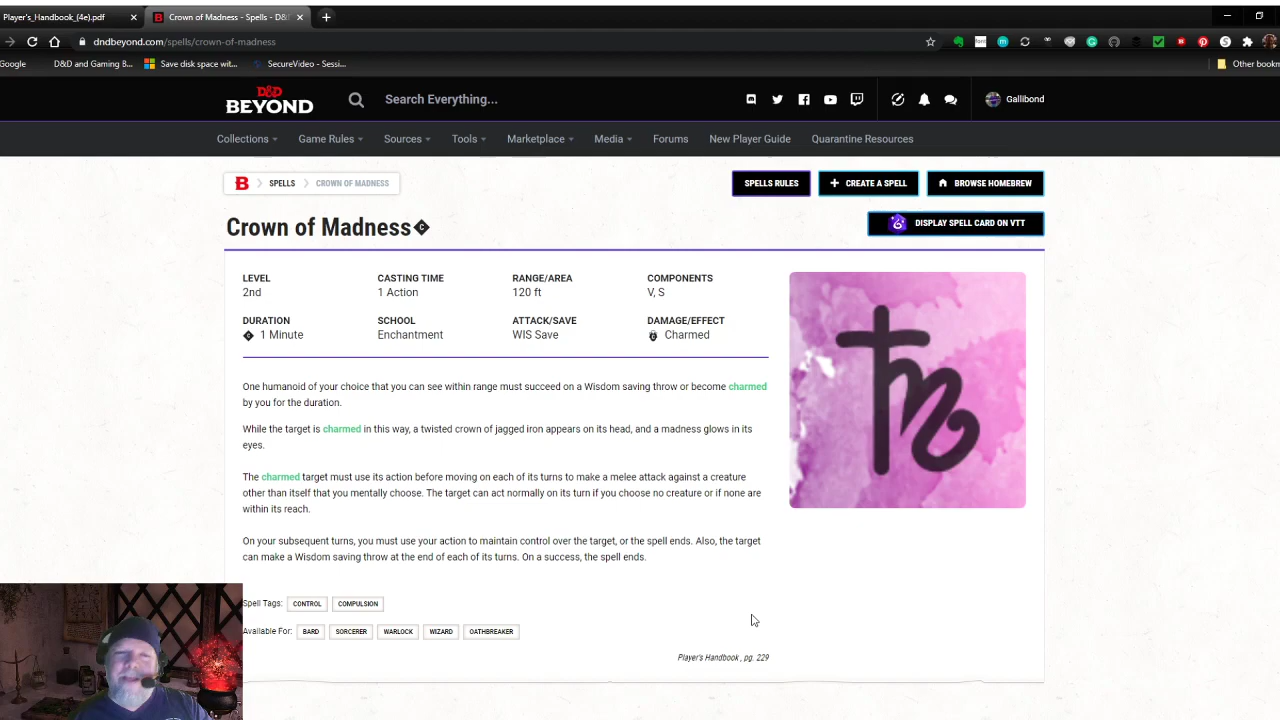 Player's_Handbook_(4e).pdf
Crown of Madness - Spells - D&D
dndbeyond.com/spells/crown-of-madness
Google D&D and Gaming B... Save disk space wit... SecureVideo - Sessi... Other bookm
D&D BEYOND
Search Everything...
Gallibond
Collections Game Rules Sources Tools Marketplace Media Forums New Player Guide Quarantine Resources
B SPELLS CROWN OF MADNESS
SPELLS RULES + CREATE A SPELL BROWSE HOMEBREW
Crown of Madness
DISPLAY SPELL CARD ON VTT
LEVEL CASTING TIME RANGE/AREA COMPONENTS
2nd 1 Action 120 ft V, S
DURATION SCHOOL ATTACK/SAVE DAMAGE/EFFECT
1 Minute Enchantment WIS Save Charmed
One humanoid of your choice that you can see within range must succeed on a Wisdom saving throw or become charmed
by you for the duration.
While the target is charmed in this way, a twisted crown of jagged iron appears on its head, and a madness glows in its
eyes.
The charmed target must use its action before moving on each of its turns to make a melee attack against a creature
other than itself that you mentally choose. The target can act normally on its turn if you choose no creature or if none are
within its reach.
On your subsequent turns, you must use your action to maintain control over the target, or the spell ends. Also, the target
can make a Wisdom saving throw at the end of each of its turns. On a success, the spell ends.
Spell Tags: CONTROL COMPULSION
Available For: BARD SORCERER WARLOCK WIZARD OATHBREAKER
Player's Handbook , pg. 229